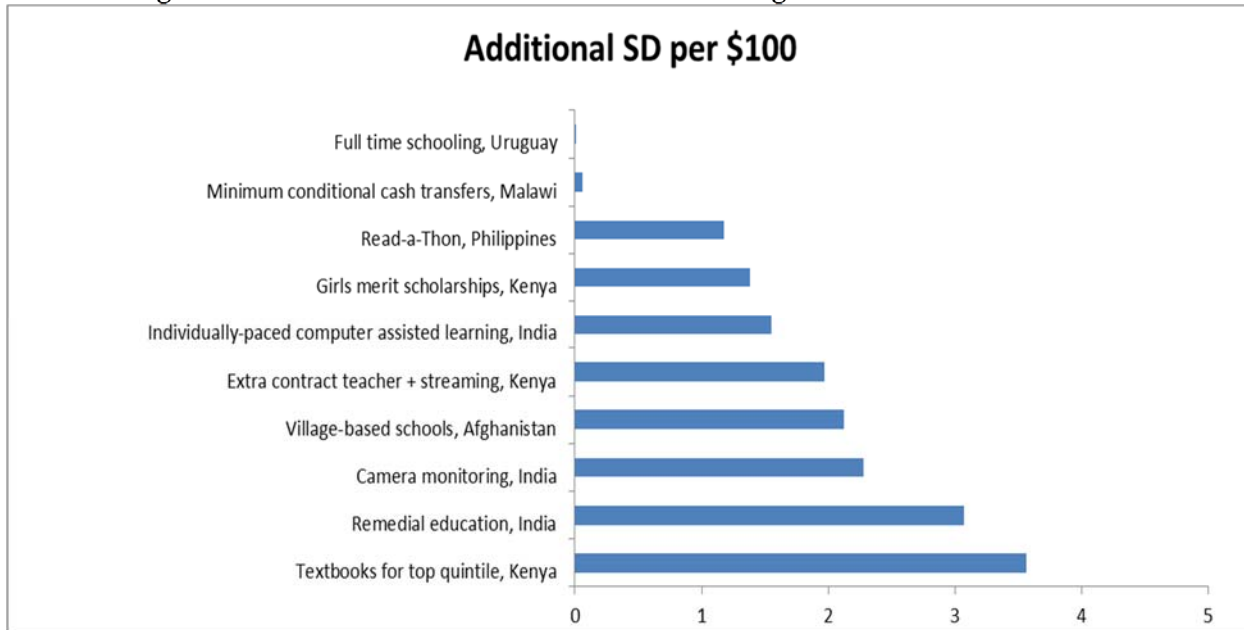 Additional SD per $100
Full time schooling, Uruguay
Minimum conditional cash transfers, Malawi
Read-a-Thon, Philippines
Girls merit scholarships, Kenya
Individually-paced computer assisted learning, India
Extra contract teacher + streaming, Kenya
Village-based schools, Afghanistan
Camera monitoring, India
Remedial education, India
Textbooks for top quintile, Kenya
0 1 2 3 4 5